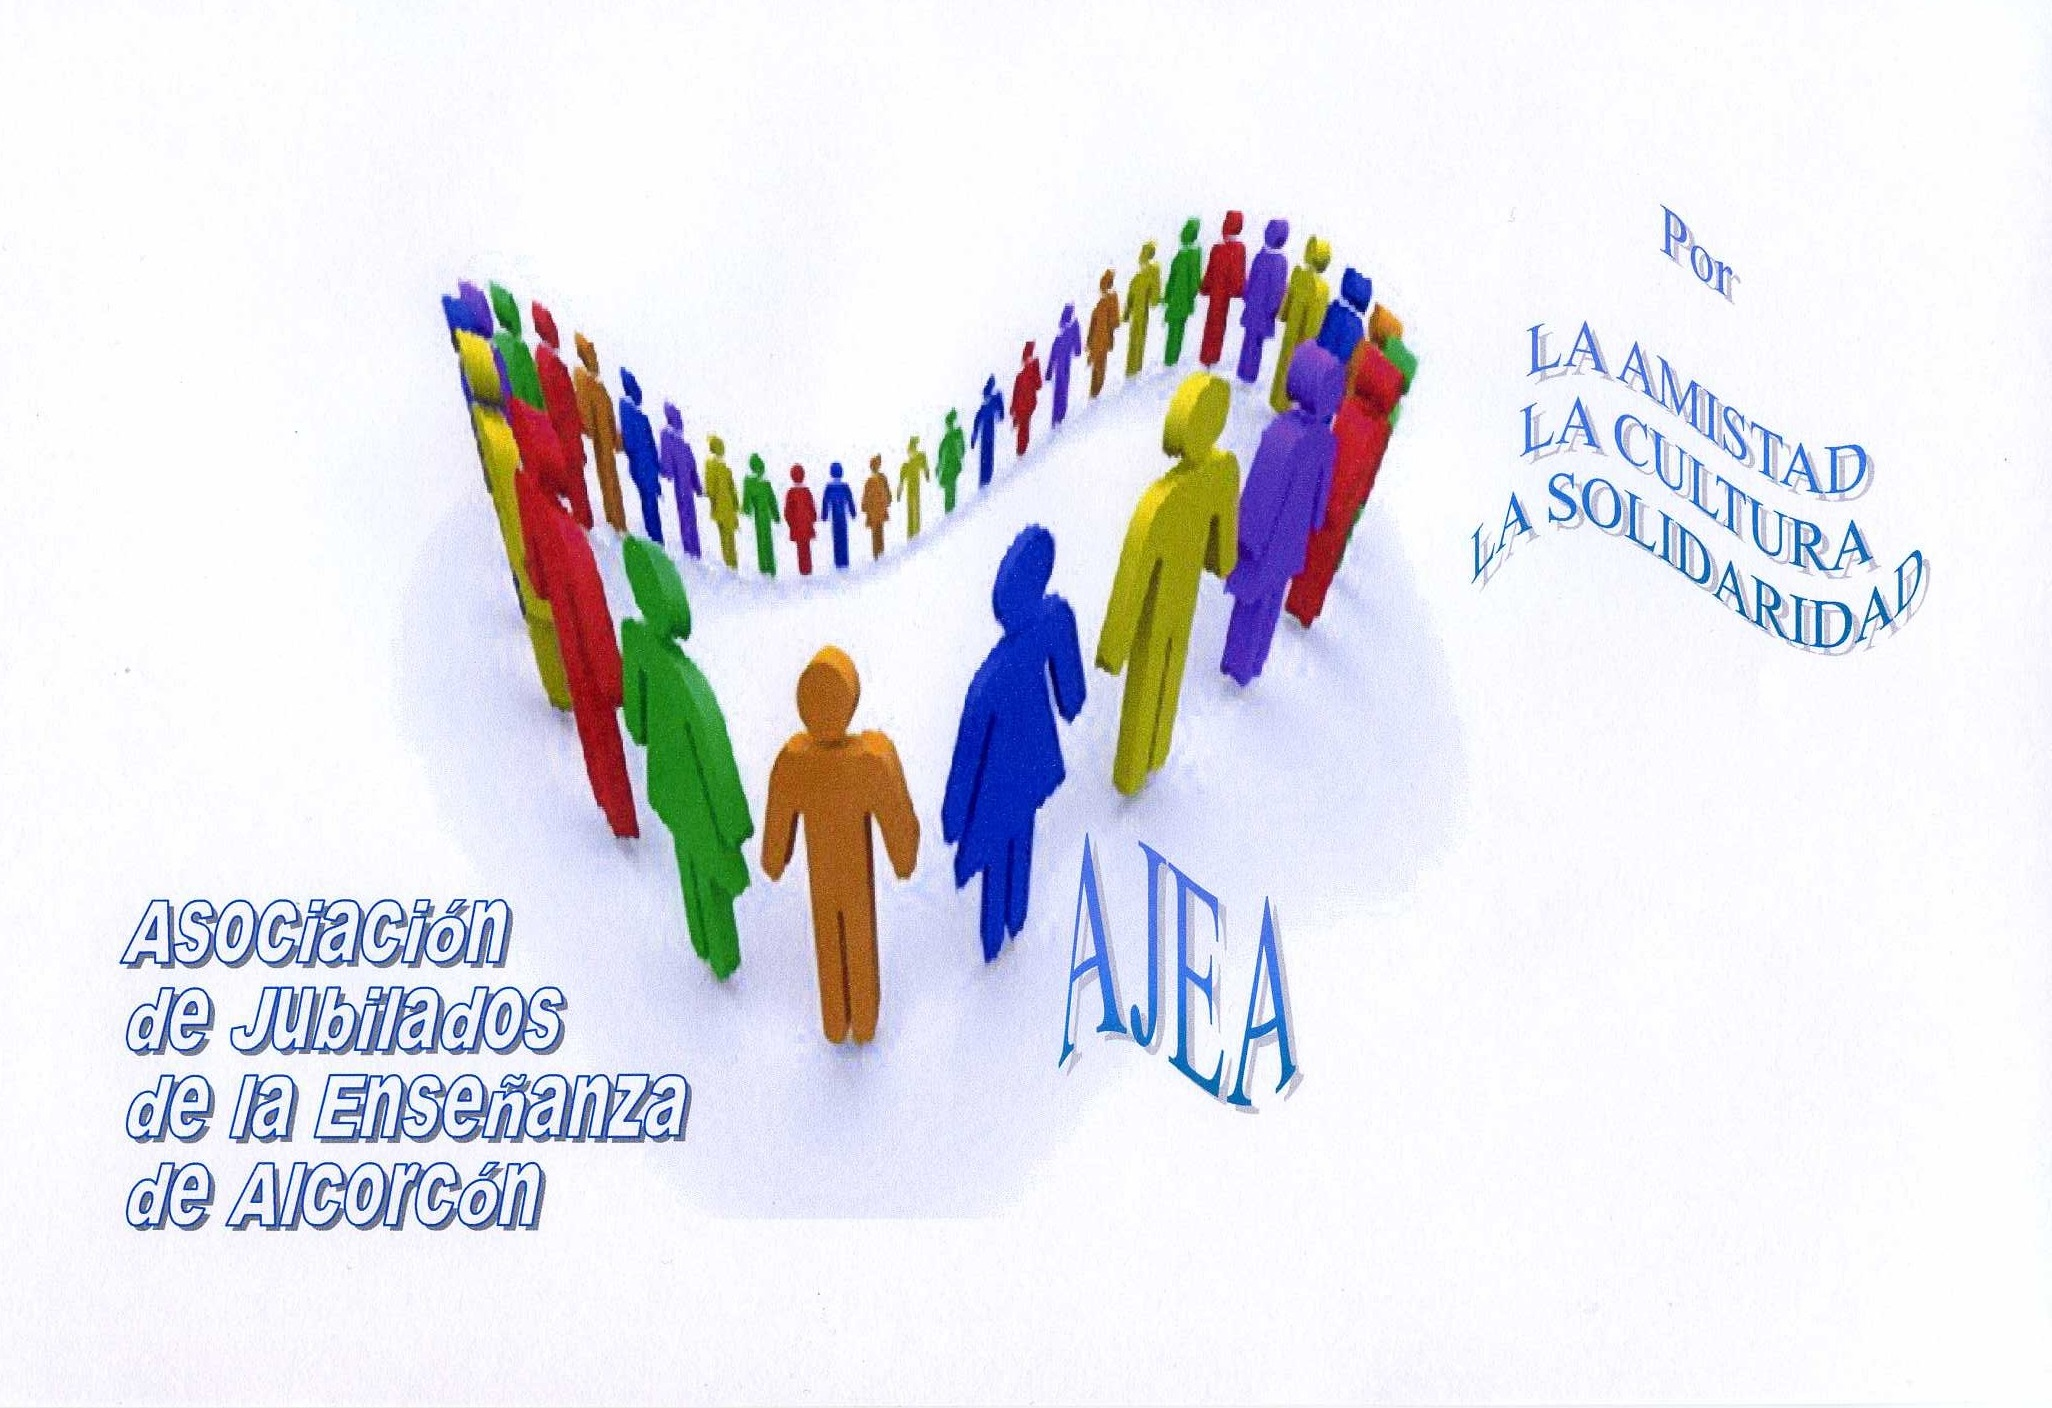 Por
LA AMISTAD
LA CULTURA
LA SOLIDARIDAD
AJEA
Asociación
de Jubilados
de la Enseñanza
de Alcorcón